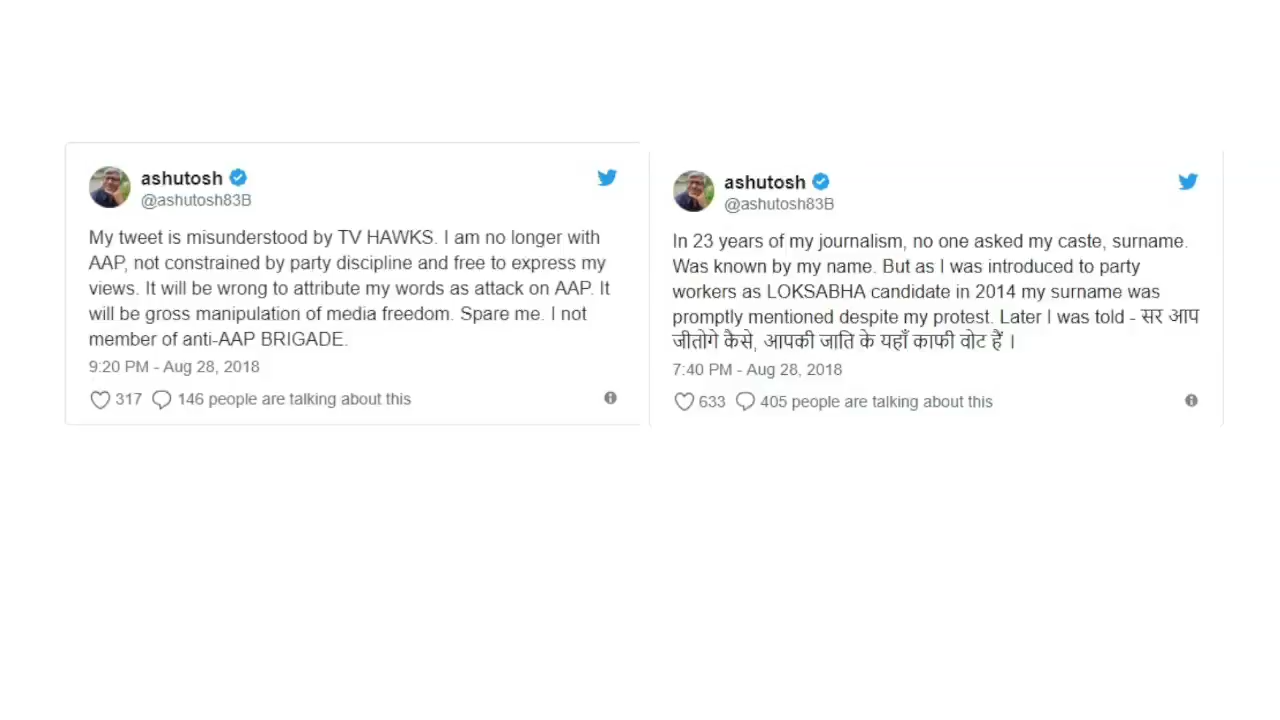 ashutosh
@ashutosh83B
My tweet is misunderstood by TV HAWKS. I am no longer with
AAP, not constrained by party discipline and free to express my
views. It will be wrong to attribute my words as attack on AAP. It
will be gross manipulation of media freedom. Spare me. I not
member of anti-AAP BRIGADE.
9:20 PM - Aug 28, 2018
317 146 people are talking about this
ashutosh
@ashutosh83B
In 23 years of my journalism, no one asked my caste, surname.
Was known by my name. But as I was introduced to party
workers as LOKSABHA candidate in 2014 my surname was
promptly mentioned despite my protest. Later I was told - सर आप
जीतोगे कैसे, आपकी जाति के यहाँ काफी वोट हैं ।
7:40 PM - Aug 28, 2018
633 405 people are talking about this